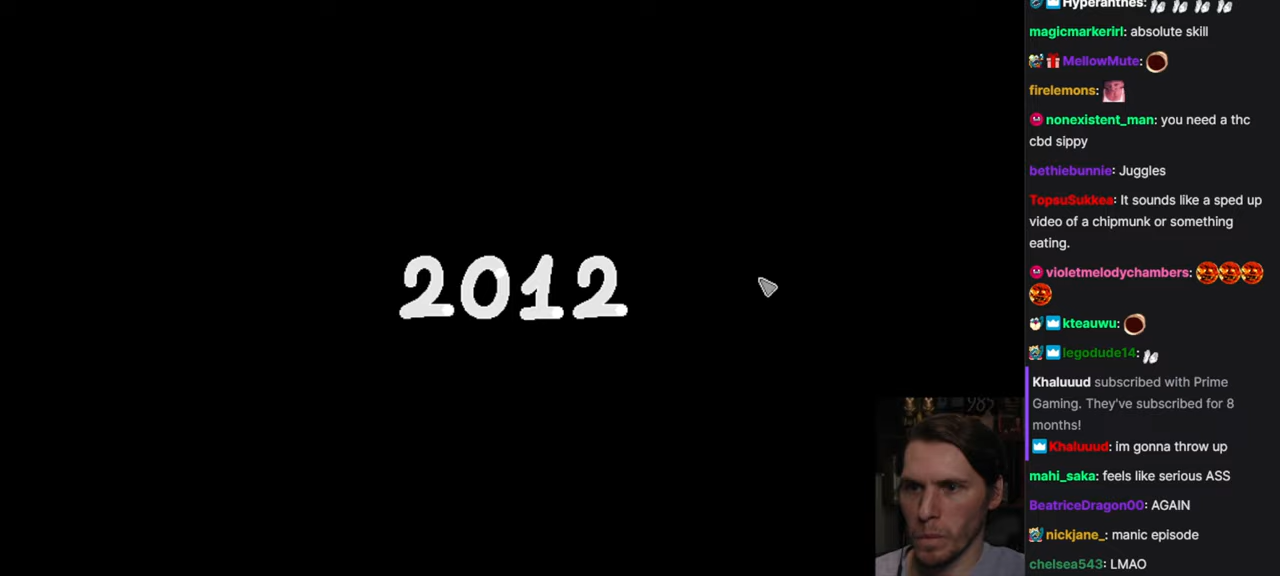 2012
Hyperanthes:
magicmarkerirl: absolute skill
MellowMute:
firelemons:
nonexistent_man: you need a thc
cbd sippy
bethiebunnie: Juggles
TopsuSukkea: It sounds like a sped up
video of a chipmunk or something
eating.
violetmelodychambers:
kteauwu:
legodude14:
Khaluuud subscribed with Prime
Gaming. They've subscribed for 8
months!
Khaluuud: im gonna throw up
mahi_saka: feels like serious ASS
BeatriceDragon00: AGAIN
nickjane_: manic episode
chelsea543: LMAO
985